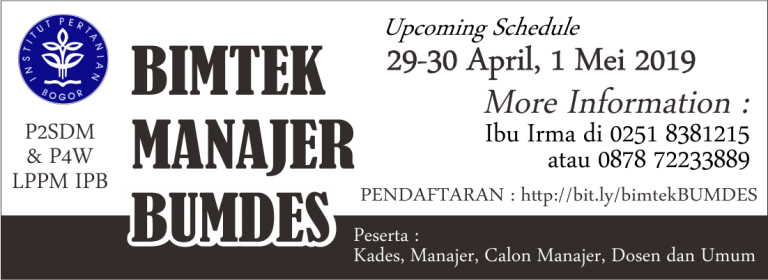 INSTITUT PERTANIAN
BOGOR
P2SDM
& P4W
LPPM IPB
BIMTEK
MANAJER
BUMDES
Upcoming Schedule
29-30 April, 1 Mei 2019
More Information :
Ibu Irma di 0251 8381215
atau 0878 72233889
PENDAFTARAN : http://bit.ly/bimtekBUMDES
Peserta :
Kades, Manajer, Calon Manajer, Dosen dan Umum